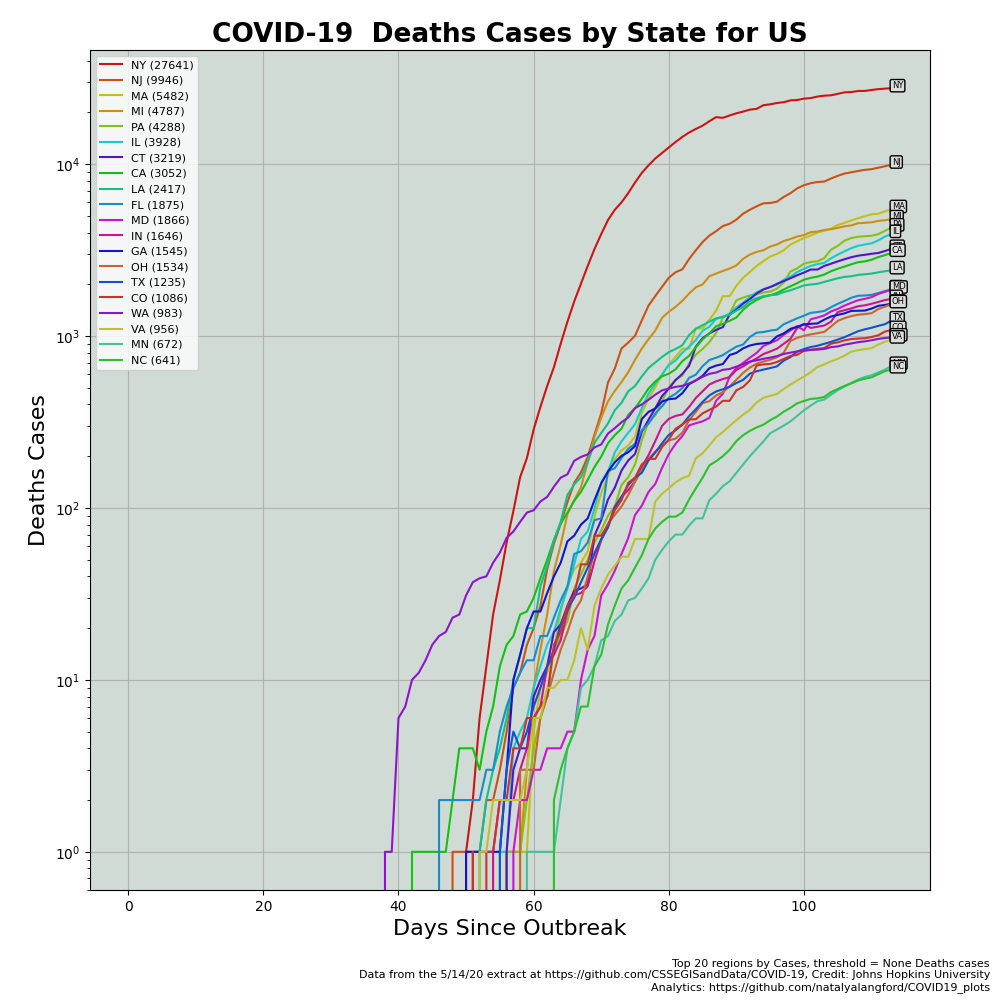 COVID-19  Deaths Cases by State for US
NY (27641)
NJ (9946)
MA (5482)
MI (4787)
PA (4288)
IL (3928)
CT (3219)
CA (3052)
LA (2417)
FL (1875)
MD (1866)
IN (1646)
GA (1545)
OH (1534)
TX (1235)
CO (1086)
WA (983)
VA (956)
MN (672)
NC (641)
Deaths Cases
10^4
10^3
10^2
10^1
10^0
NY
NJ
MA
IL
CA
LA
MD
OH
TX
VA
NC
0 20 40 60 80 100
Days Since Outbreak
Top 20 regions by Cases, threshold = None Deaths cases
Data from the 5/14/20 extract at https://github.com/CSSEGISandData/COVID-19, Credit: Johns Hopkins University
Analytics: https://github.com/natalyalangford/COVID19_plots